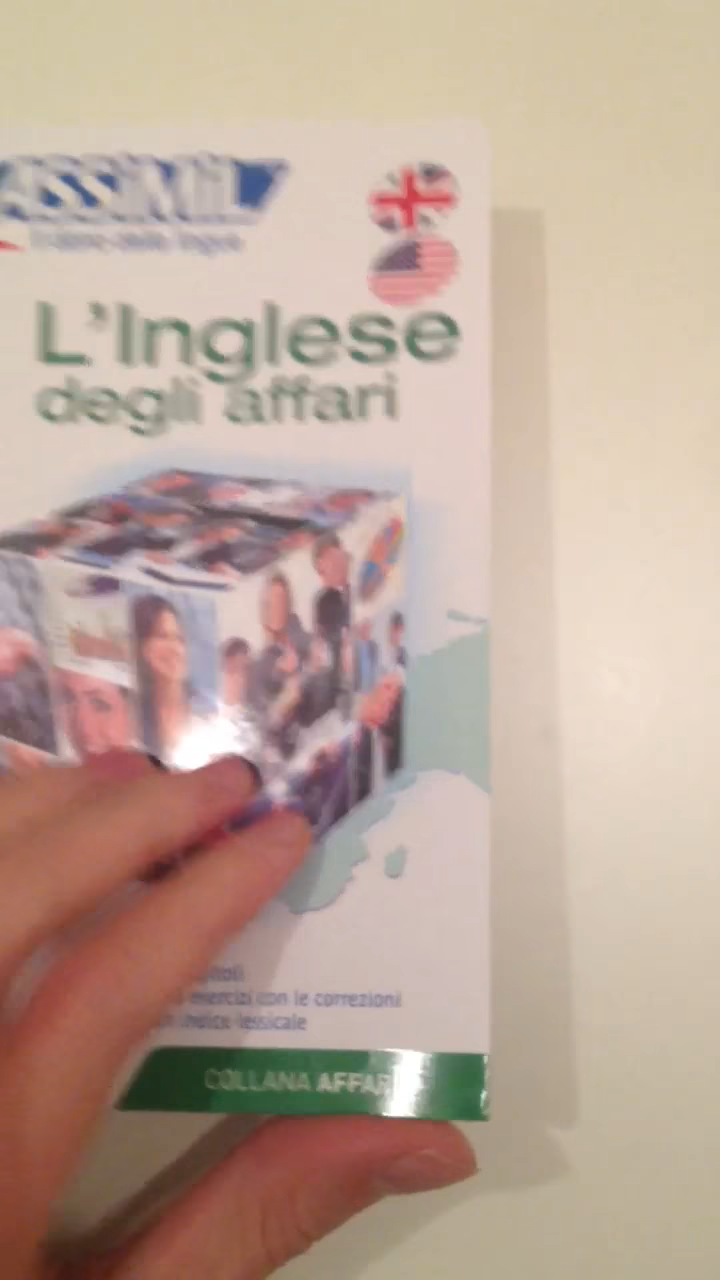 ASSiMiL
L'Inglese
degli affari
esercizi con le correzioni
indice lessicale
COLLANA AFFARI